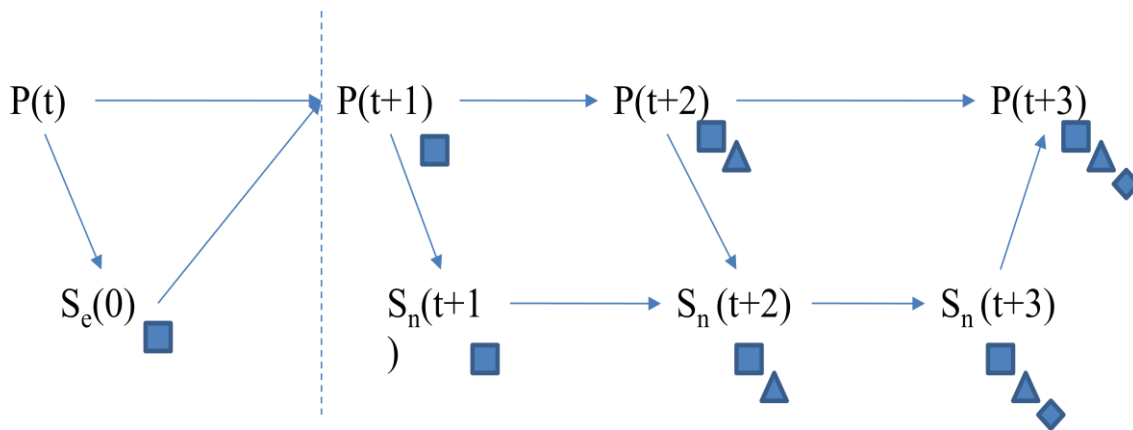 P(t)
P(t+1)
P(t+2)
P(t+3)
Se(0)
Sn(t+1
)
Sn (t+2)
Sn (t+3)